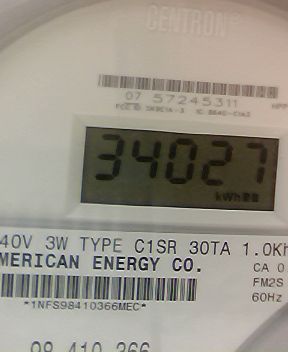 CENTRON®
07 57245311
34027
kWh
40V 3W TYPE C1SR 30TA 1.0Kh
MERICAN ENERGY CO.
CA 0.
FM2S
60Hz
*1NFS98410366MEC*
98 410 366